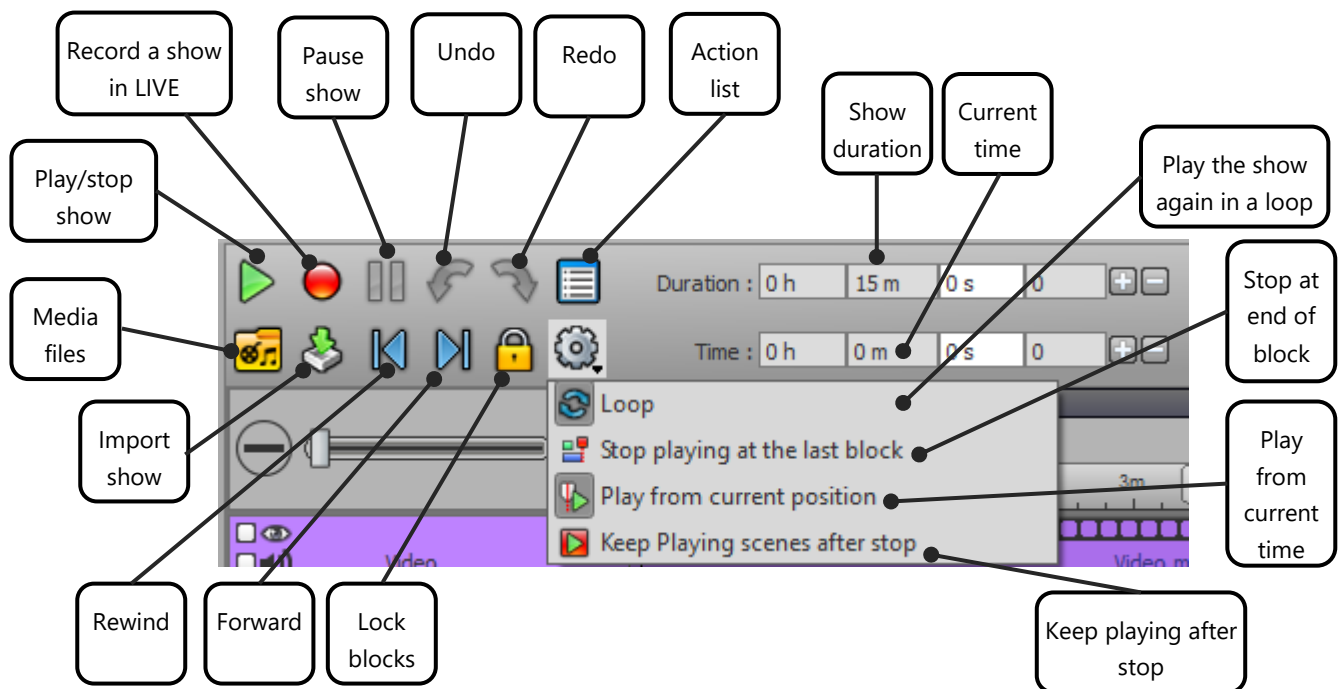 Record a show
in LIVE
Pause
show
Undo
Redo
Action
list
Show
duration
Current
time
Play the show
again in a loop
Play/stop
show
Stop at
end of
block
Media
files
Duration : 0 h 15 m 0 s 0
Time : 0 h 0 m 0 s 0
Loop
Stop playing at the last block
Play from current position
Keep Playing scenes after stop
3m
Video
Video m
Import
show
Play
from
current
time
Rewind
Forward
Lock
blocks
Keep playing after
stop